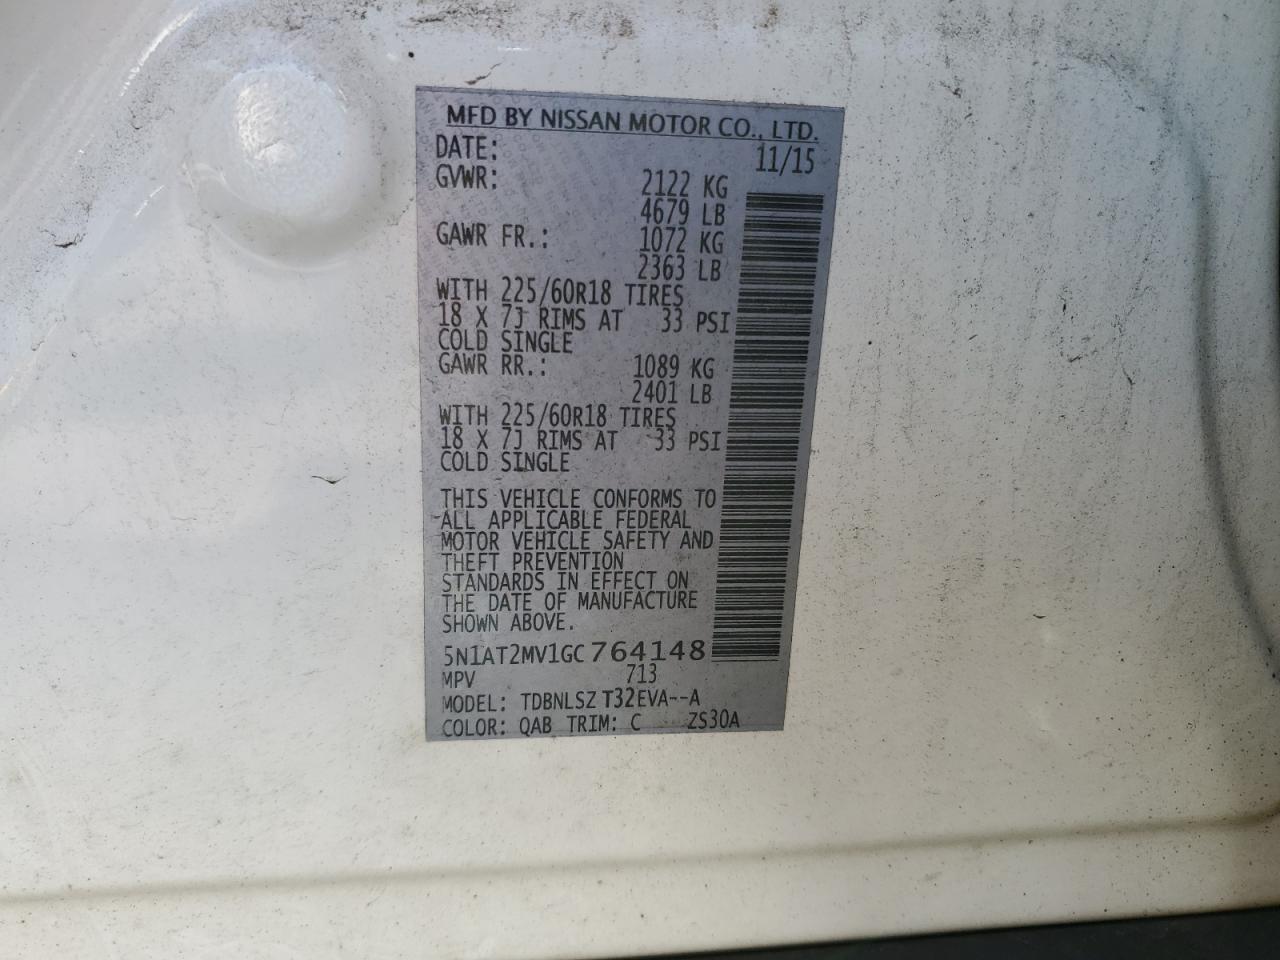 MFD BY NISSAN MOTOR CO., LTD.
DATE: 11/15
GVWR: 2122 KG
4679 LB
GAWR FR.: 1072 KG
2363 LB
WITH 225/60R18 TIRES
18 X 7J RIMS AT 33 PSI
COLD SINGLE
GAWR RR.: 1089 KG
2401 LB
WITH 225/60R18 TIRES
18 X 7J RIMS AT 33 PSI
COLD SINGLE
THIS VEHICLE CONFORMS TO
ALL APPLICABLE FEDERAL
MOTOR VEHICLE SAFETY AND
THEFT PREVENTION
STANDARDS IN EFFECT ON
THE DATE OF MANUFACTURE
SHOWN ABOVE.
5N1AT2MV1GC764148
MPV 713
MODEL: TDBNLSZ T32EVA--A
COLOR: QAB TRIM: C ZS30A